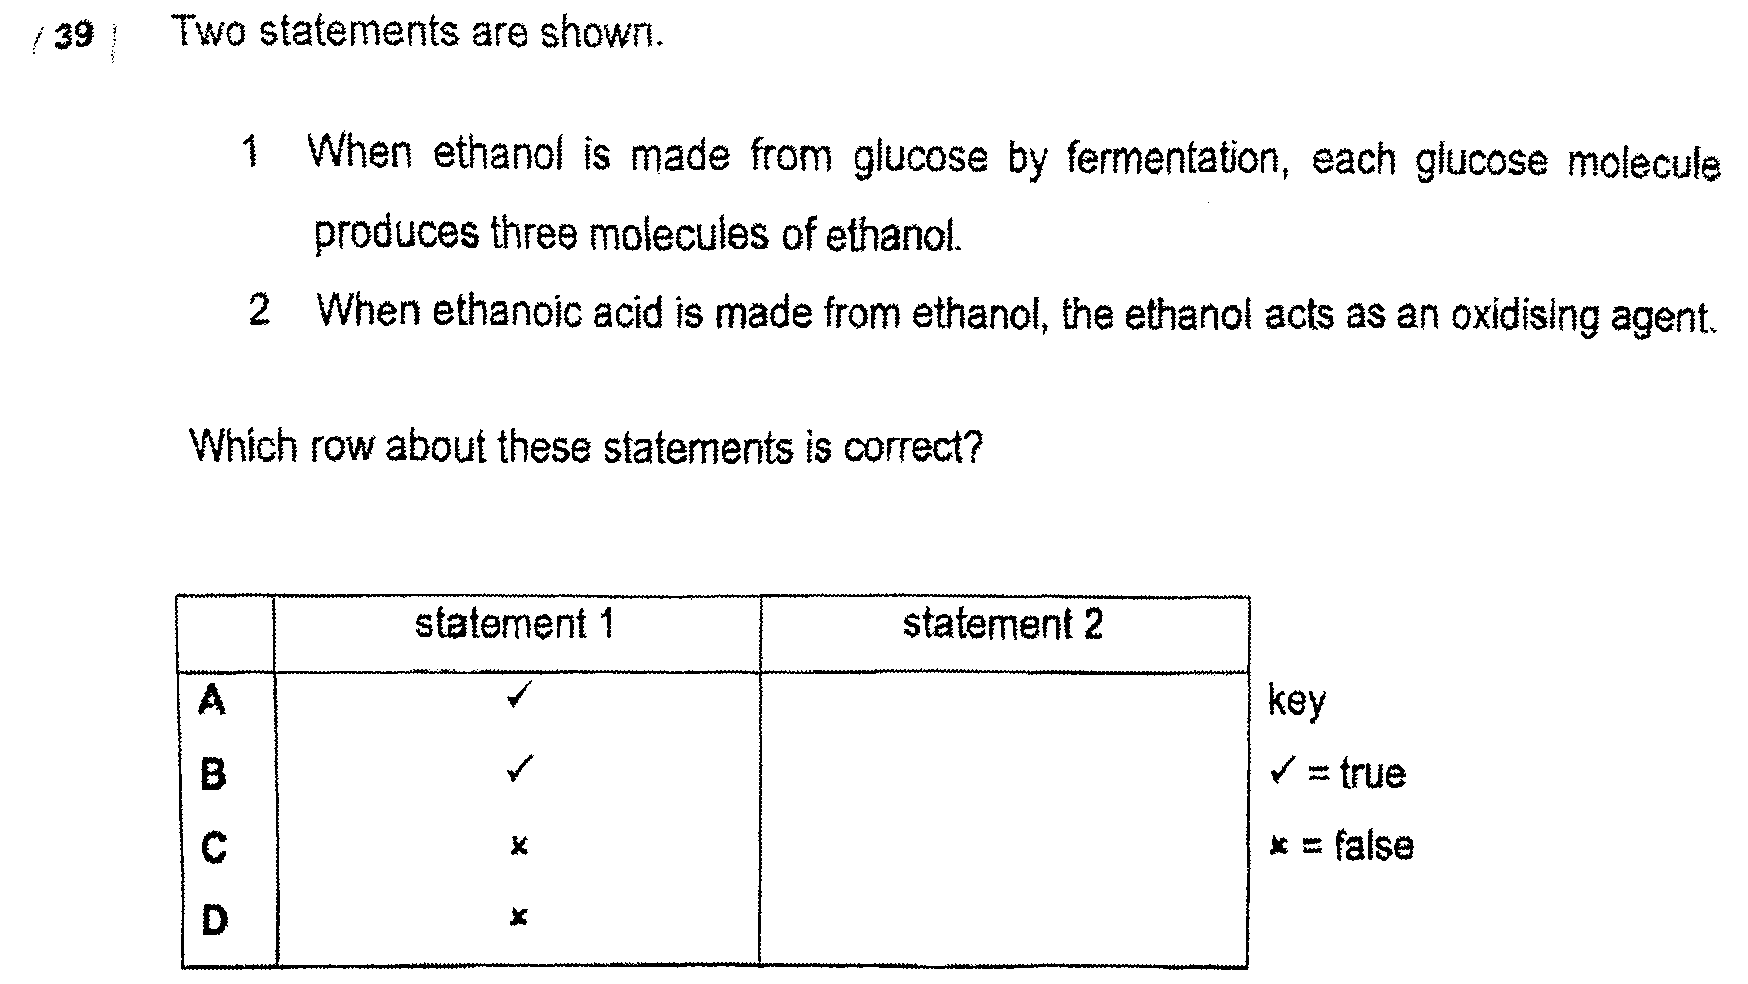 39 Two statements are shown.
1 When ethanol is made from glucose by fermentation, each glucose molecule
produces three molecules of ethanol.
2 When ethanoic acid is made from ethanol, the ethanol acts as an oxidising agent.
Which row about these statements is correct?
statement 1 statement 2
A ✓ key
B ✓ ✓ = true
C × × = false
D ×